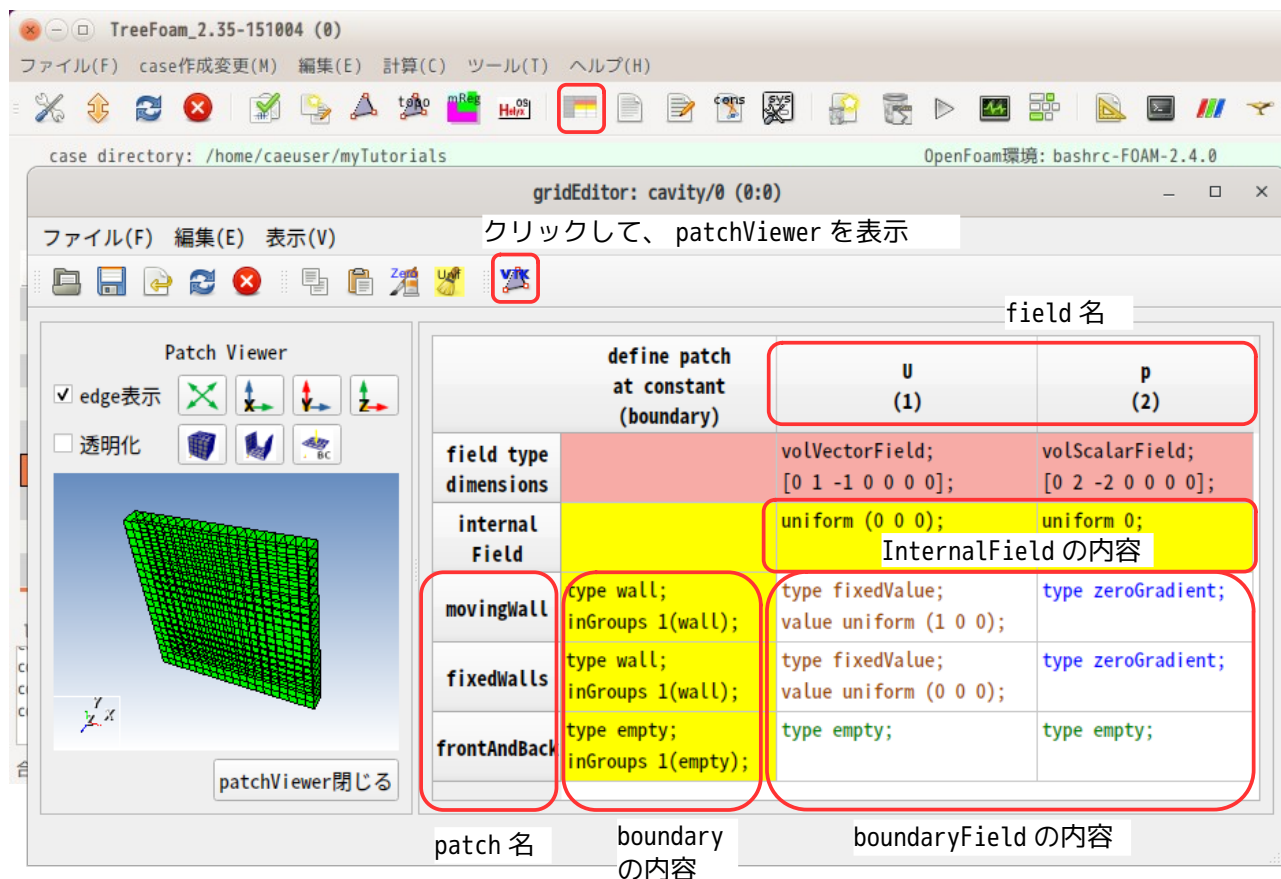 TreeFoam_2.35-151004 (0)
ファイル(F) case作成変更(M) 編集(E) 計算(C) ツール(T) ヘルプ(H)
topo mReg Helyx OS cons sys
case directory: /home/caeuser/myTutorials OpenFoam環境: bashrc-FOAM-2.4.0
gridEditor: cavity/0 (0:0)
クリックして、 patchViewer を表示
ファイル(F) 編集(E) 表示(V)
Zero VTK
field 名
Patch Viewer
edge表示 X Y Z
透明化 BC
define patch
at constant
(boundary)
U
(1)
p
(2)
field type
dimensions
volVectorField;
[0 1 -1 0 0 0 0];
volScalarField;
[0 2 -2 0 0 0 0];
internal
Field
uniform (0 0 0);
uniform 0;
InternalField の内容
movingWall
type wall;
inGroups 1(wall);
type fixedValue;
value uniform (1 0 0);
type zeroGradient;
fixedWalls
type wall;
inGroups 1(wall);
type fixedValue;
value uniform (0 0 0);
type zeroGradient;
frontAndBack
type empty;
inGroups 1(empty);
type empty;
type empty;
Y
Z X
patchViewer閉じる
patch 名
boundary
の内容
boundaryField の内容